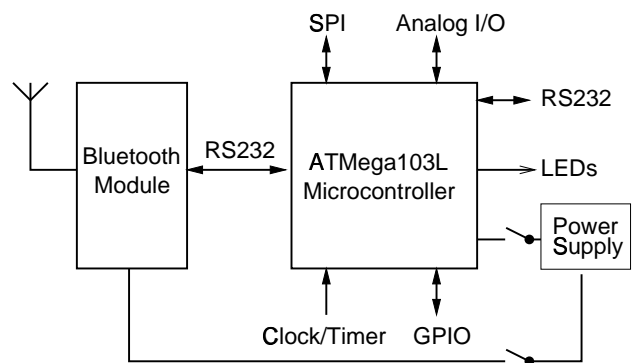 SPI
Analog I/O
RS232
Bluetooth
Module
RS232
ATMega103L
Microcontroller
LEDs
Power
Supply
Clock/Timer
GPIO